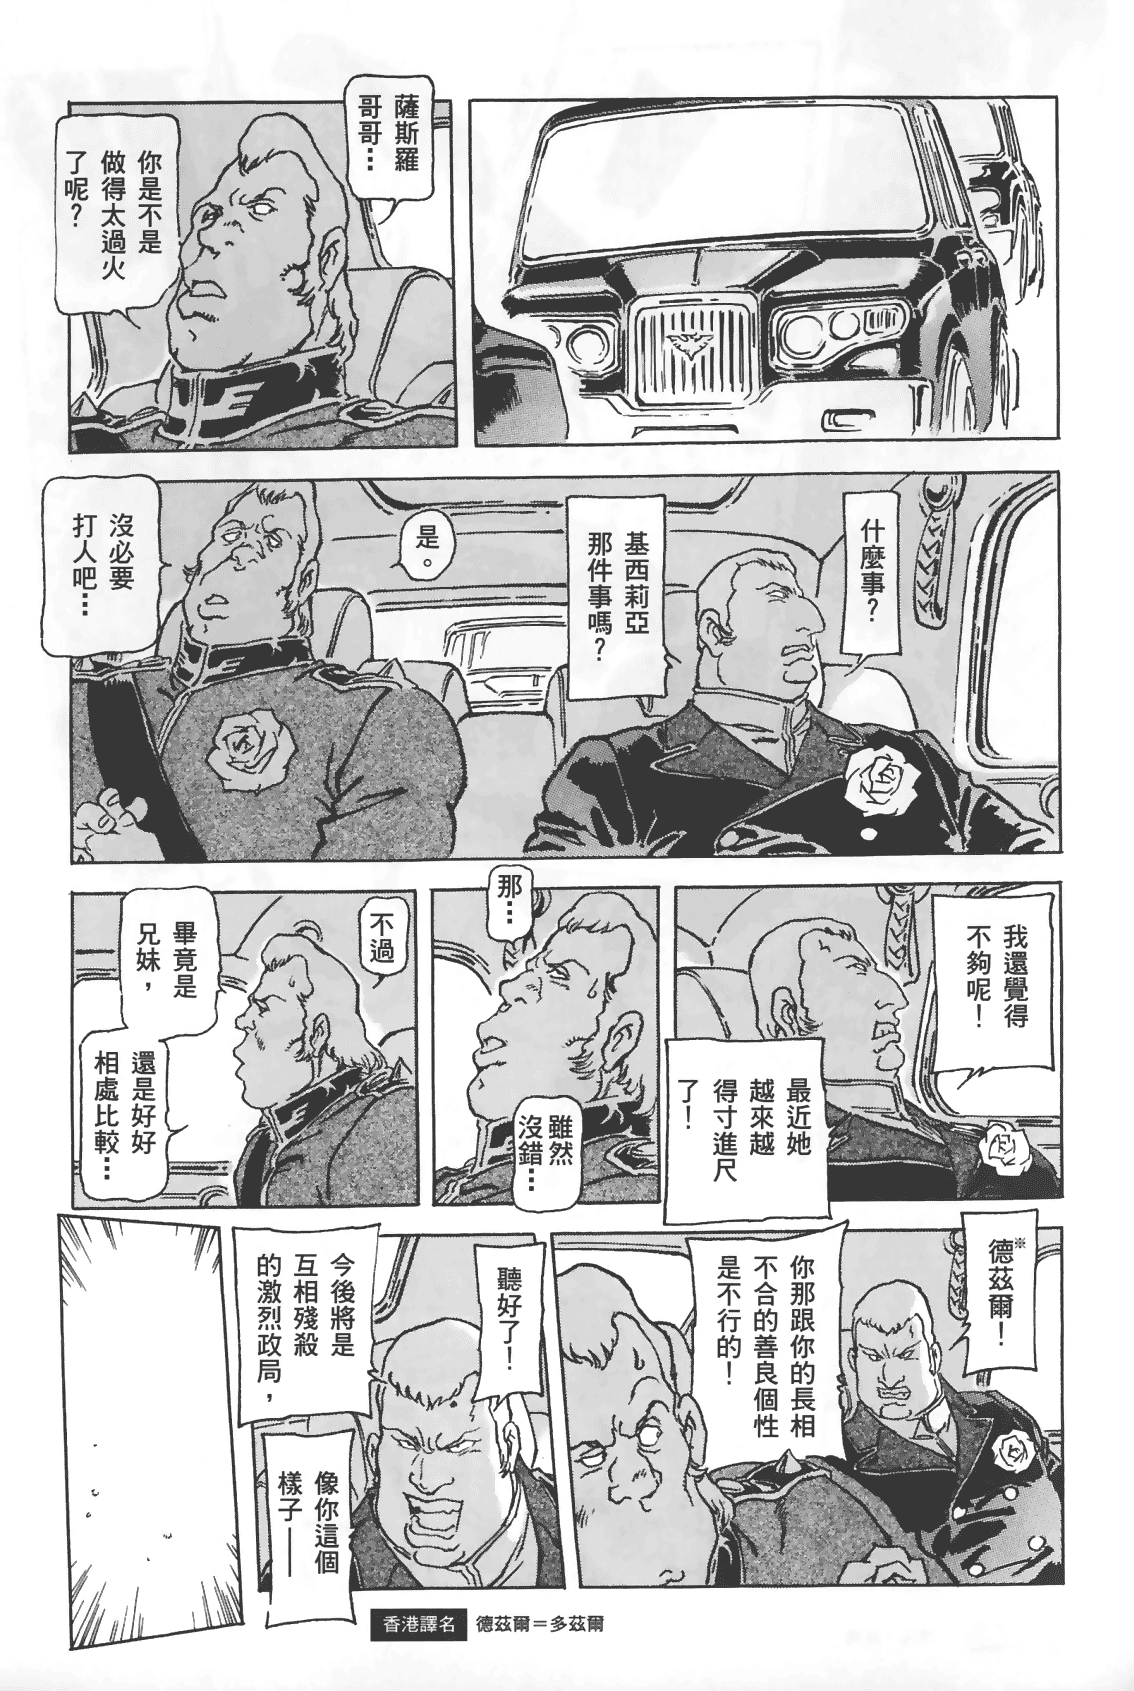 薩斯羅
哥哥…
你是不是
做得太過火
了呢？
什麼事？
基西莉亞
那件事嗎？
是。
沒必要
打人吧…
我還覺得
不夠呢！
最近她
越來越
得寸進尺
了！
那…
雖然
沒錯…
不過
畢竟是
兄妹，
還是好好
相處比較…
※
德茲爾！
你那跟你的長相
不合的善良個性
是不行的！
聽好了！
今後將是
互相殘殺
的激烈政局，
像你這個
樣子——
香港譯名 德茲爾＝多茲爾